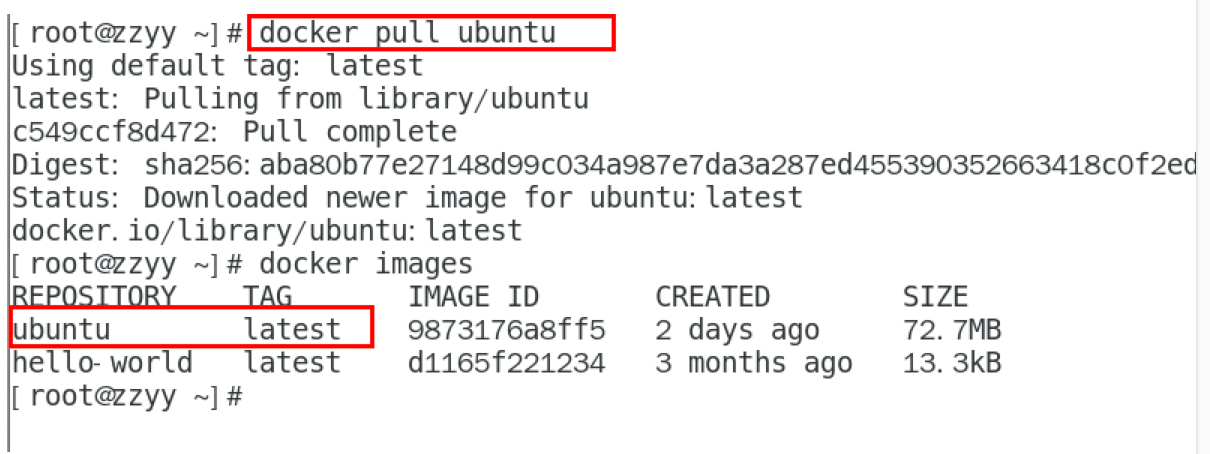 [root@zzyy ~]# docker pull ubuntu
Using default tag: latest
latest: Pulling from library/ubuntu
c549ccf8d472: Pull complete
Digest: sha256:aba80b77e27148d99c034a987e7da3a287ed455390352663418c0f2ed
Status: Downloaded newer image for ubuntu:latest
docker.io/library/ubuntu:latest
[root@zzyy ~]# docker images
REPOSITORY TAG IMAGE ID CREATED SIZE
ubuntu latest 9873176a8ff5 2 days ago 72.7MB
hello-world latest d1165f221234 3 months ago 13.3kB
[root@zzyy ~]#